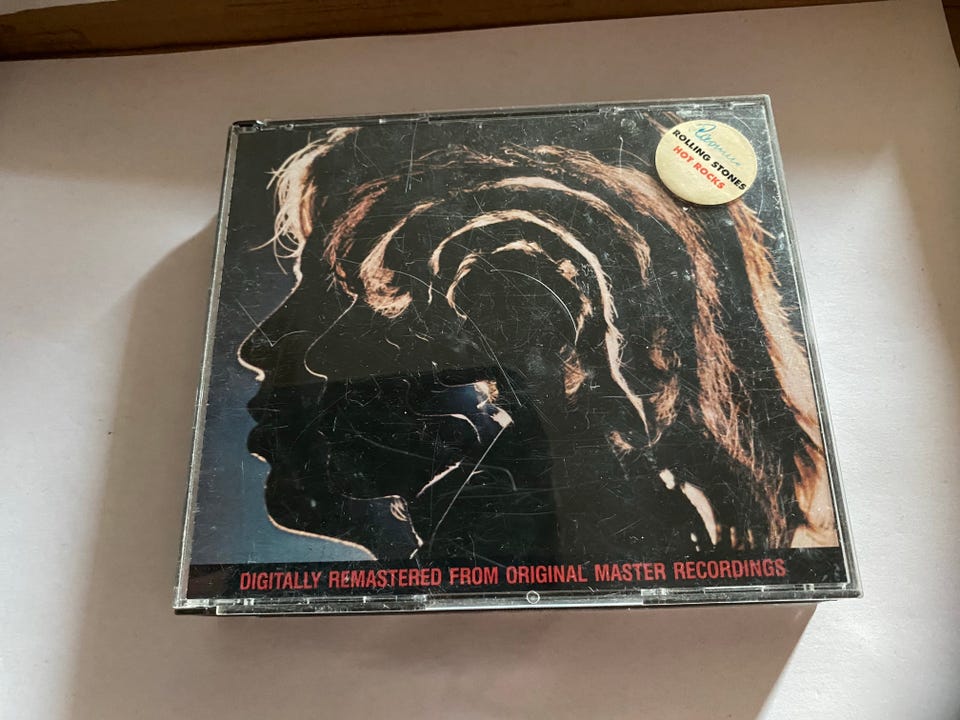 ROLLING STONES
HOT ROCKS
DIGITALLY REMASTERED FROM ORIGINAL MASTER RECORDINGS